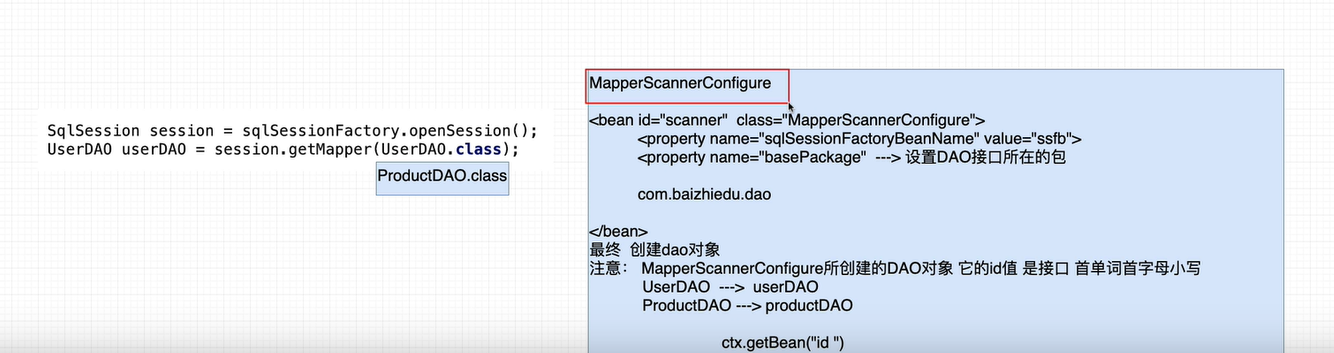 SqlSession session = sqlSessionFactory.openSession();
UserDAO userDAO = session.getMapper(UserDAO.class);
ProductDAO.class
MapperScannerConfigure
<bean id="scanner" class="MapperScannerConfigure">
<property name="sqlSessionFactoryBeanName" value="ssfb">
<property name="basePackage" ---> 设置DAO接口所在的包
com.baizhiedu.dao
</bean>
最终 创建dao对象
注意： MapperScannerConfigure所创建的DAO对象 它的id值 是接口 首单词首字母小写
UserDAO ---> userDAO
ProductDAO ---> productDAO
ctx.getBean("id ")